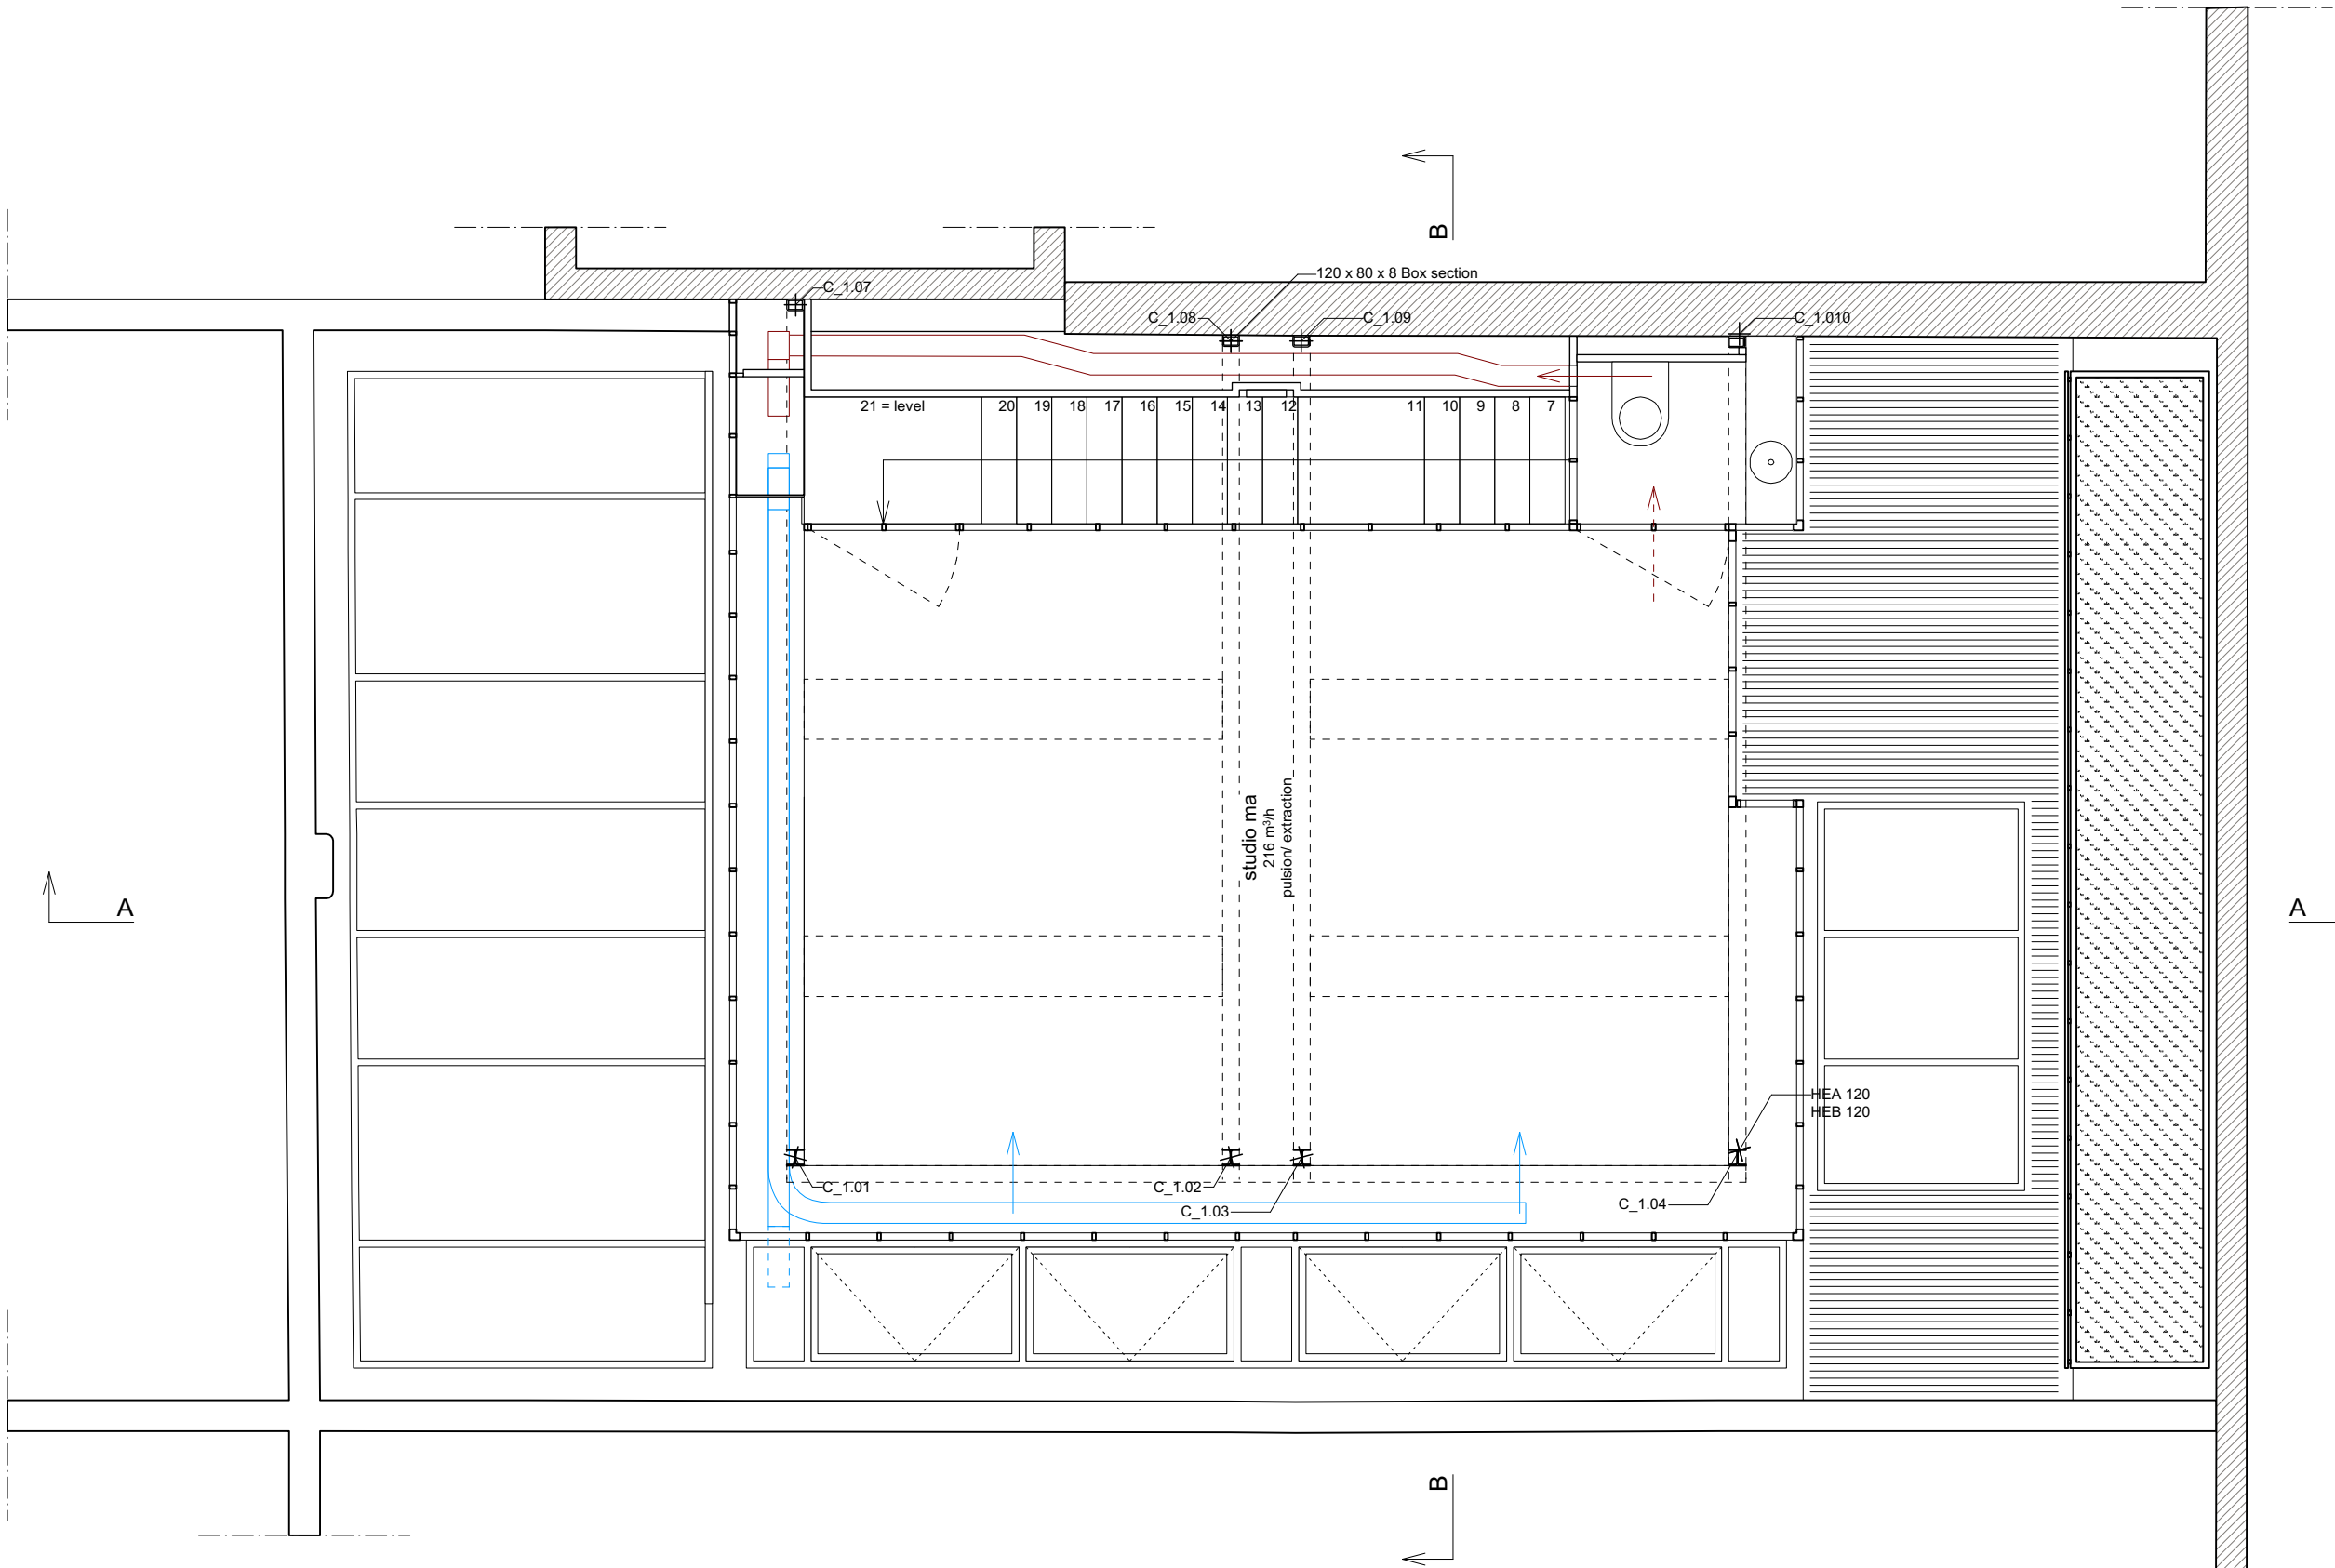 B
120 x 80 x 8 Box section
C_1.07
C_1.08
C_1.09
C_1.010
21 = level
20
19
18
17
16
15
14
13
12
11
10
9
8
7
studio ma
216 m³/h
pulsion/ extraction
A
A
HEA 120
HEB 120
C_1.01
C_1.02
C_1.03
C_1.04
B